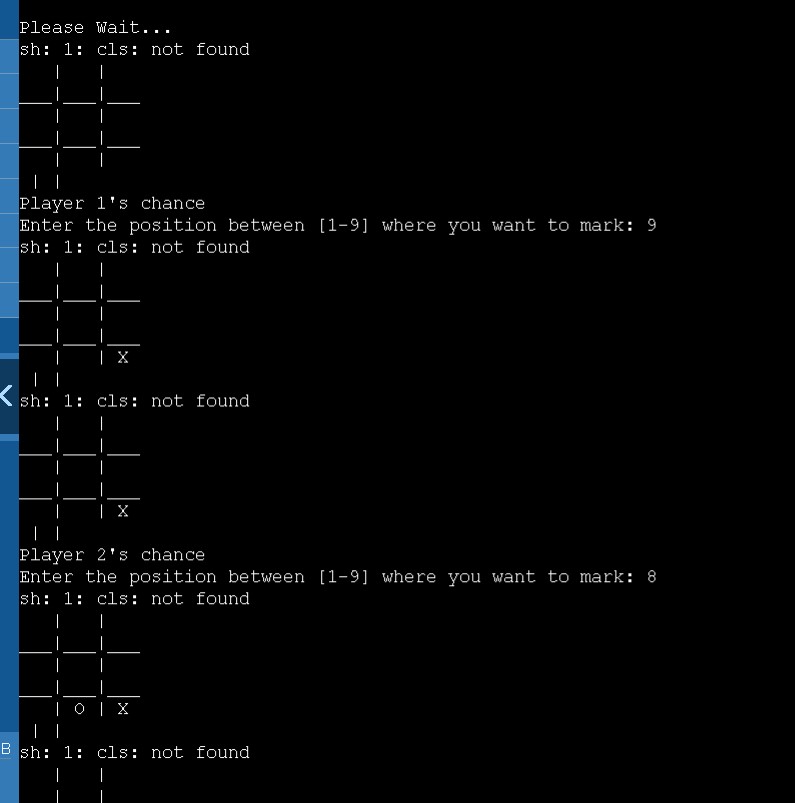 Please Wait...
sh: 1: cls: not found
   |   |
___|___|___
   |   |
___|___|___
   |   |
 | |
Player 1's chance
Enter the position between [1-9] where you want to mark: 9
sh: 1: cls: not found
   |   |
___|___|___
   |   |
___|___|___
   |   | X
 | |
sh: 1: cls: not found
   |   |
___|___|___
   |   |
___|___|___
   |   | X
 | |
Player 2's chance
Enter the position between [1-9] where you want to mark: 8
sh: 1: cls: not found
   |   |
___|___|___
   |   |
___|___|___
   | O | X
 | |
B
sh: 1: cls: not found
   |   |
   |   |